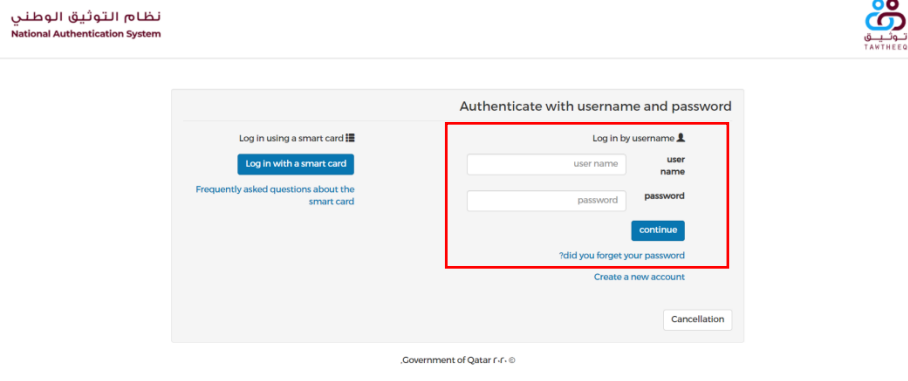 نظام التوثيق الوطني
National Authentication System
تـوثـيـق
TAWTHEEQ
Authenticate with username and password
Log in using a smart card
Log in with a smart card
Frequently asked questions about the
smart card
Log in by username
user name
user
name
password
password
continue
?did you forget your password
Create a new account
Cancellation
.Government of Qatar ٢٠٢٠ ©